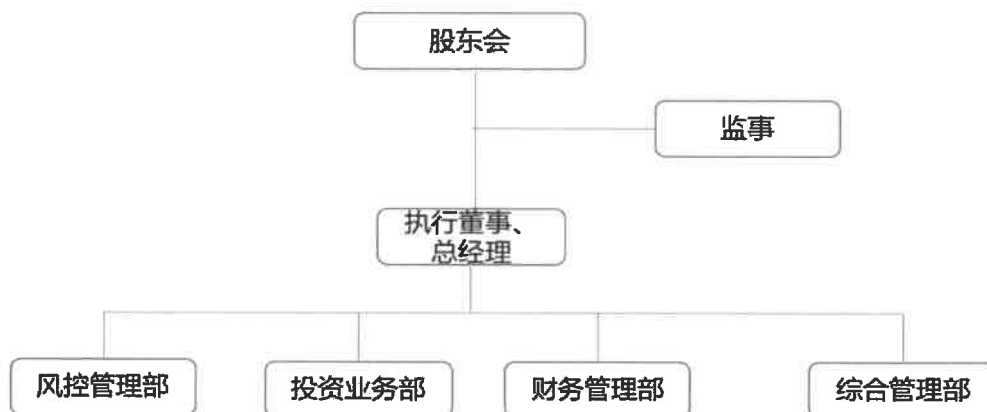 股东会
监事
执行董事、
总经理
风控管理部
投资业务部
财务管理部
综合管理部